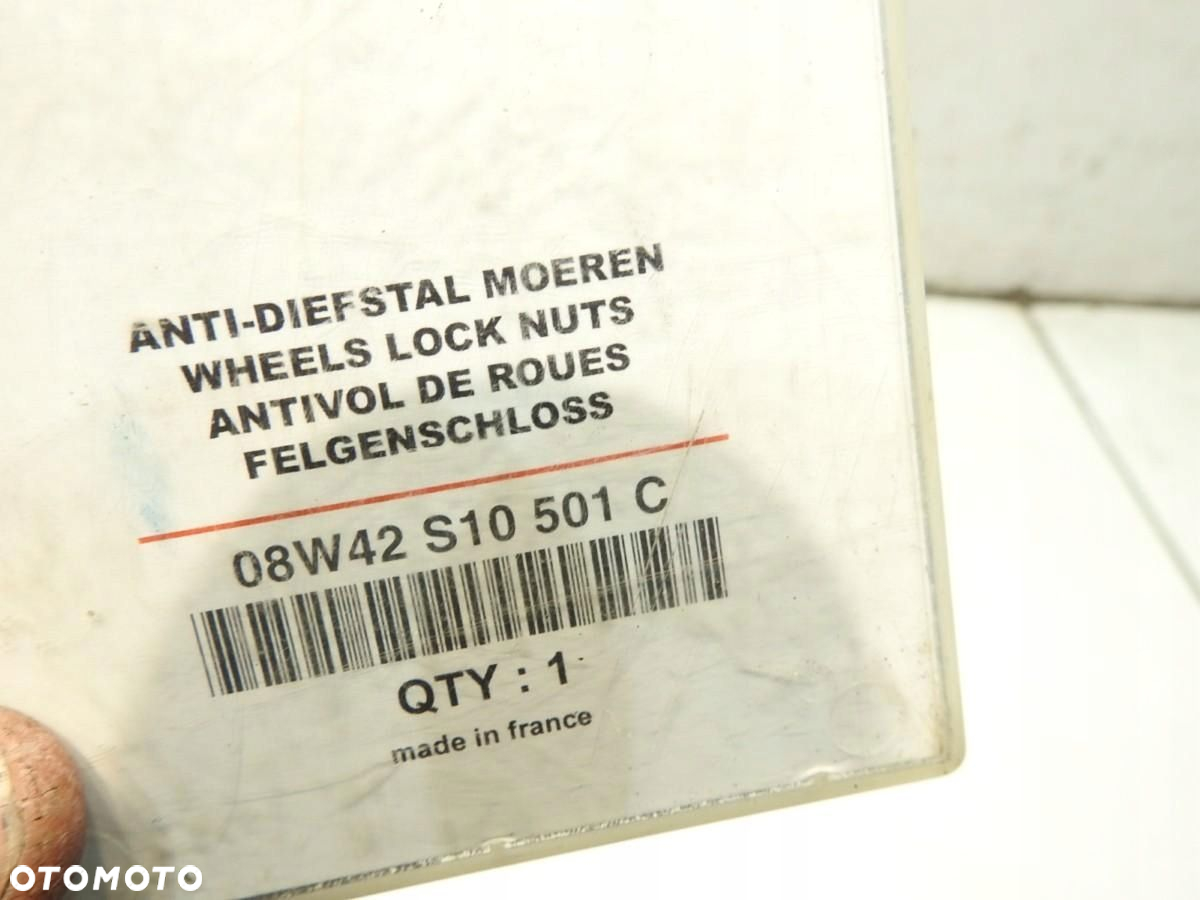 ANTI-DIEFSTAL MOEREN
WHEELS LOCK NUTS
ANTIVOL DE ROUES
FELGENSCHLOSS
08W42 S10 501 C
QTY : 1
made in france
OTOMOTO